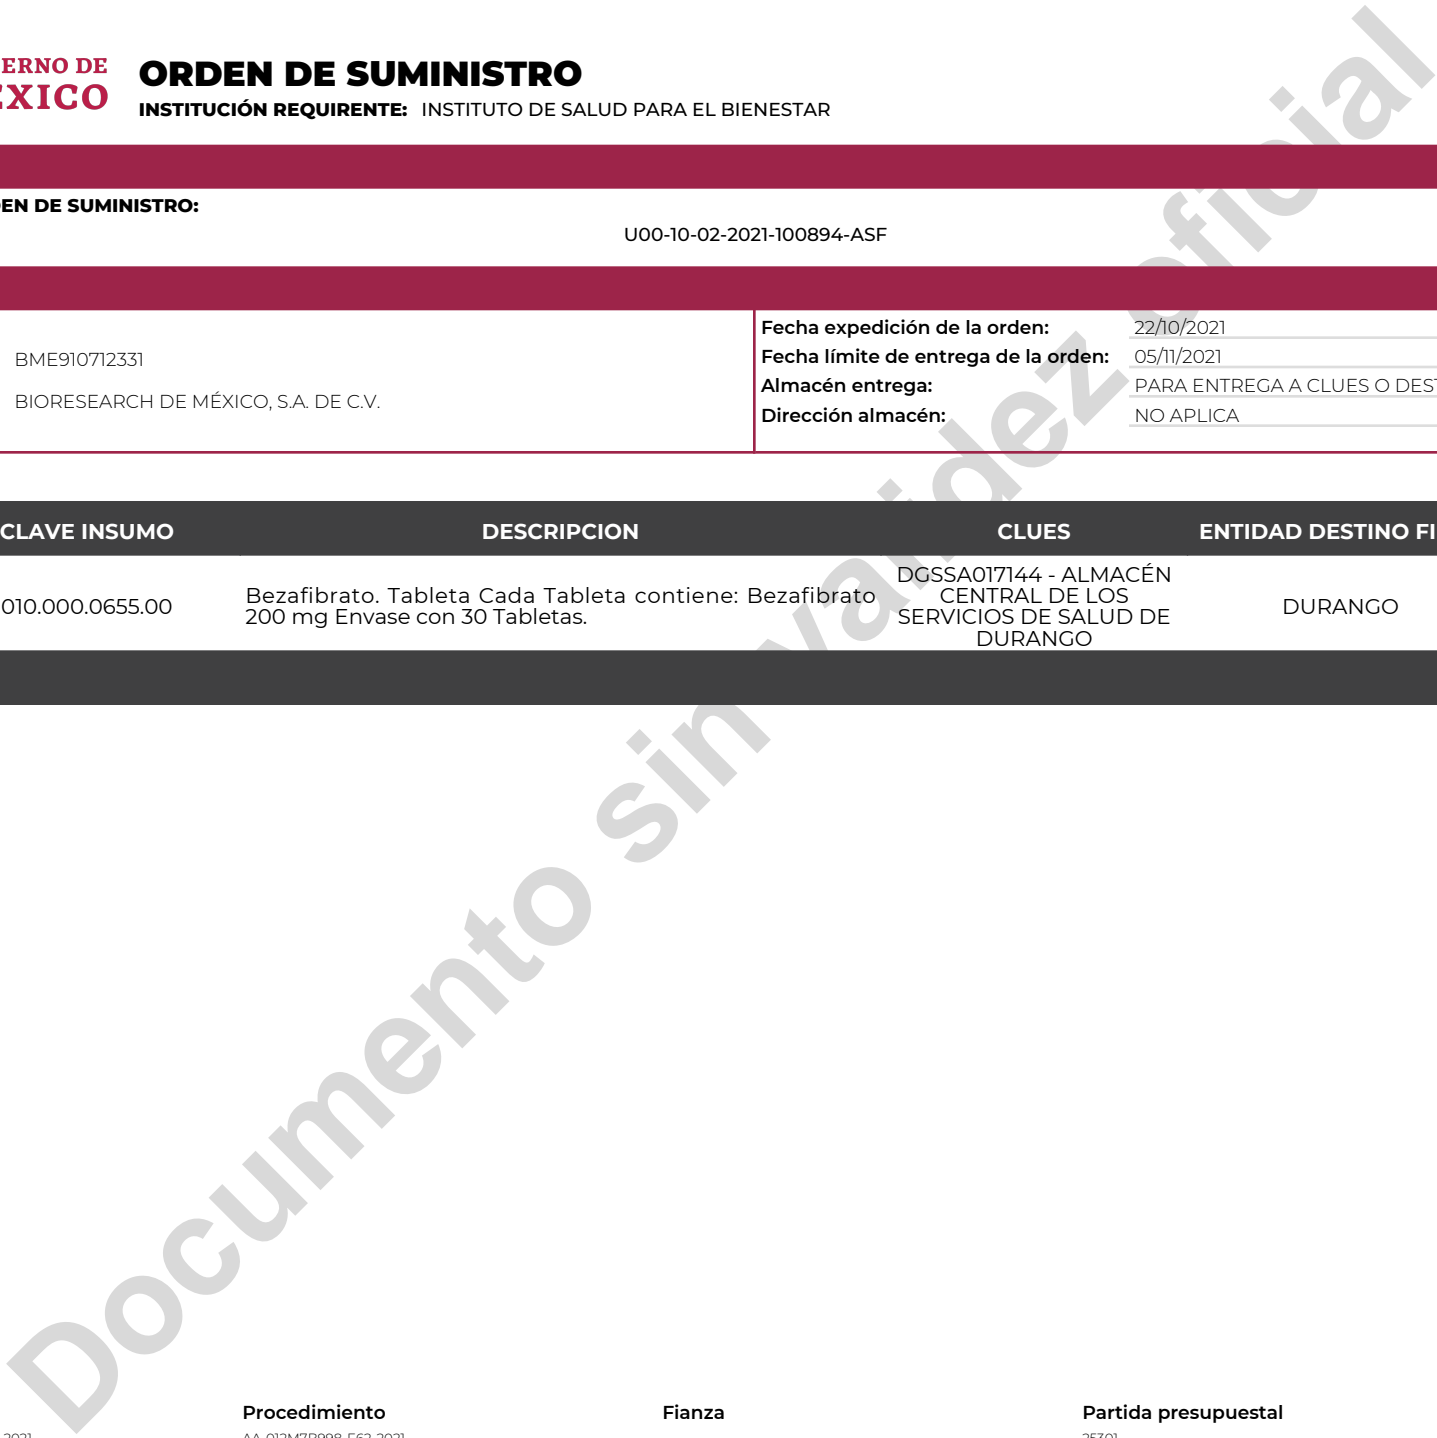 ERNO DE
ÉXICO
ORDEN DE SUMINISTRO
INSTITUCIÓN REQUIRENTE: INSTITUTO DE SALUD PARA EL BIENESTAR
EN DE SUMINISTRO:
U00-10-02-2021-100894-ASF
BME910712331
BIORESEARCH DE MÉXICO, S.A. DE C.V.
Fecha expedición de la orden: 22/10/2021
Fecha límite de entrega de la orden: 05/11/2021
Almacén entrega: PARA ENTREGA A CLUES O DEST
Dirección almacén: NO APLICA
CLAVE INSUMO DESCRIPCION CLUES ENTIDAD DESTINO FI
010.000.0655.00
Bezafibrato. Tableta Cada Tableta contiene: Bezafibrato
200 mg Envase con 30 Tabletas.
DGSSA017144 - ALMACÉN
CENTRAL DE LOS
SERVICIOS DE SALUD DE
DURANGO
DURANGO
Documento sin validez oficial
Procedimiento Fianza Partida presupuestal